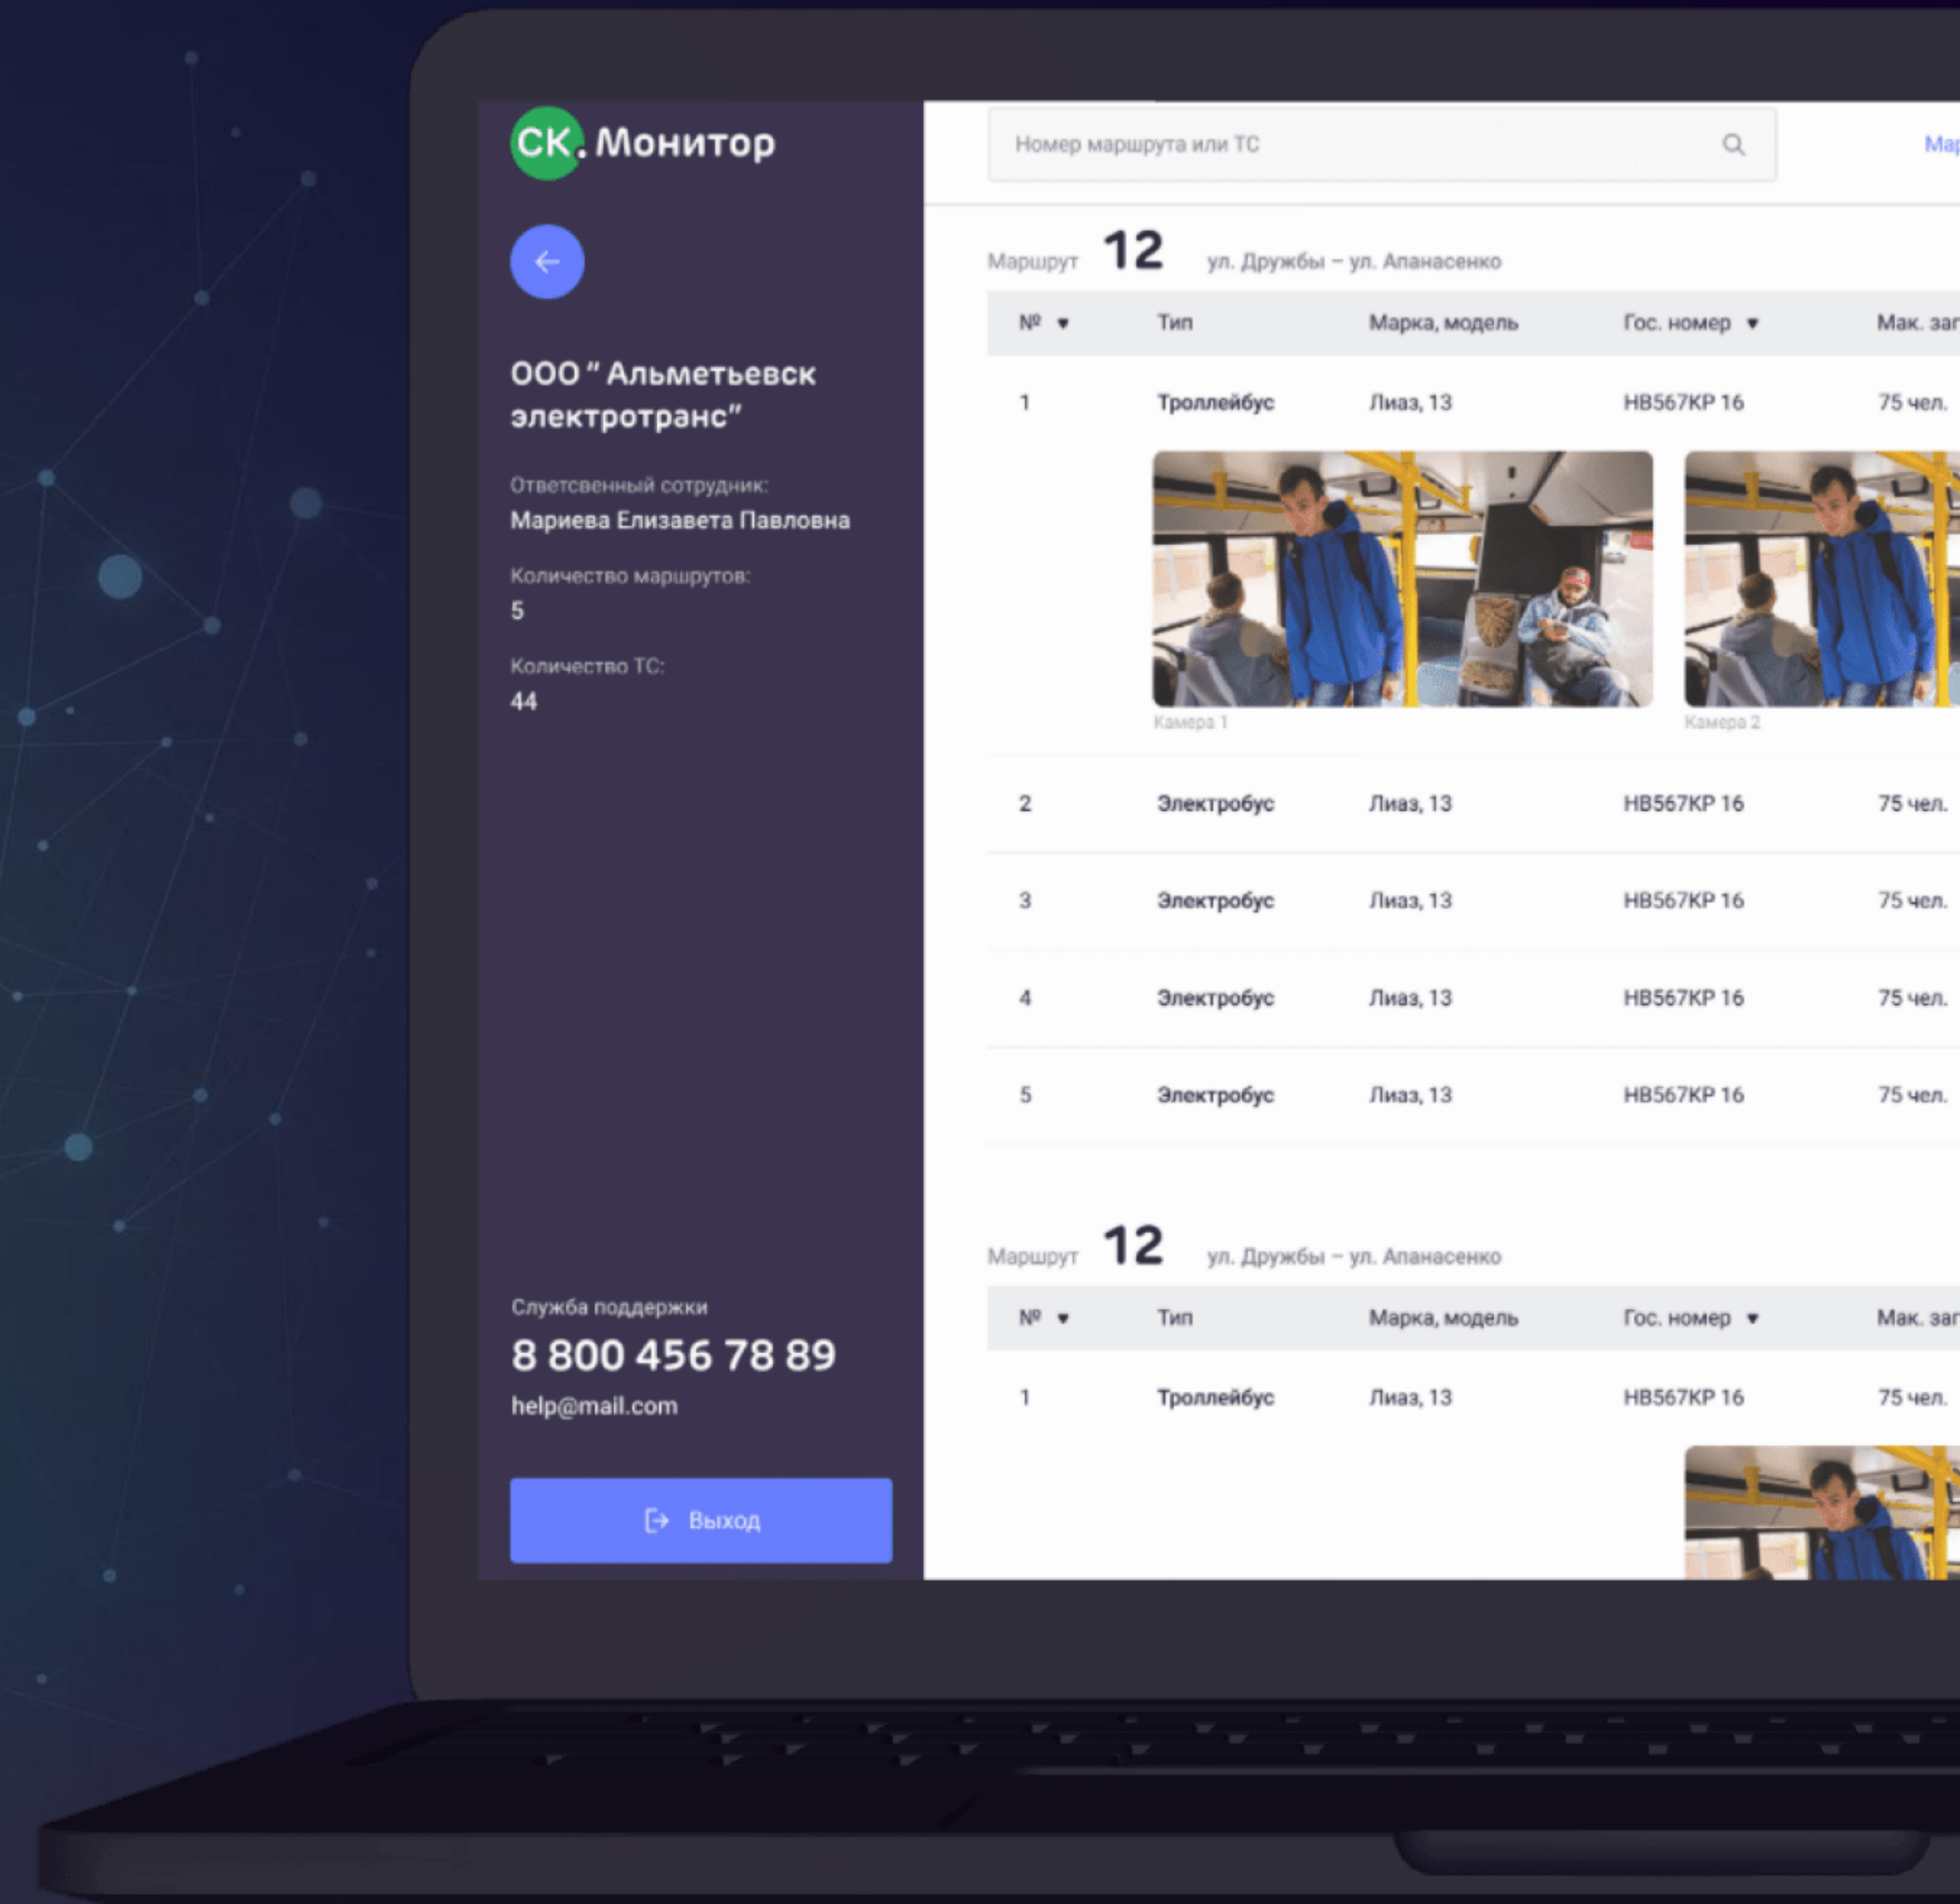 СК. Монитор
ООО " Альметьевск
электротранс"
Ответсвенный сотрудник:
Мариева Елизавета Павловна
Количество маршрутов:
5
Количество ТС:
44
Служба поддержки
8 800 456 78 89
help@mail.com
Выход
Номер маршрута или ТС
Мар
Маршрут 12 ул. Дружбы – ул. Апанасенко
№ Тип Марка, модель Гос. номер Мак. заг
1 Троллейбус Лиаз, 13 НВ567КР 16 75 чел.
Камера 1 Камера 2
2 Электробус Лиаз, 13 НВ567КР 16 75 чел.
3 Электробус Лиаз, 13 НВ567КР 16 75 чел.
4 Электробус Лиаз, 13 НВ567КР 16 75 чел.
5 Электробус Лиаз, 13 НВ567КР 16 75 чел.
Маршрут 12 ул. Дружбы – ул. Апанасенко
№ Тип Марка, модель Гос. номер Мак. заг
1 Троллейбус Лиаз, 13 НВ567КР 16 75 чел.